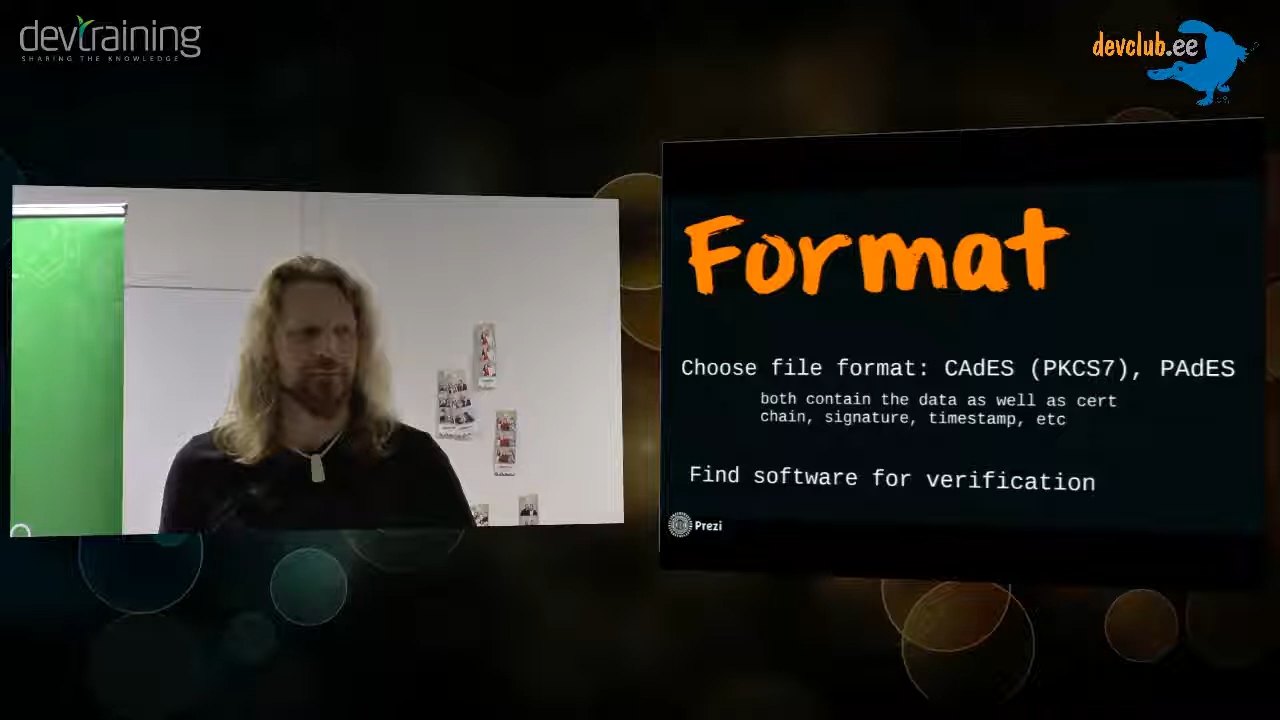 devtraining
SHARING THE KNOWLEDGE
devclub.ee
Format
Choose file format: CAdES (PKCS7), PAdES
both contain the data as well as cert
chain, signature, timestamp, etc
Find software for verification
Prezi